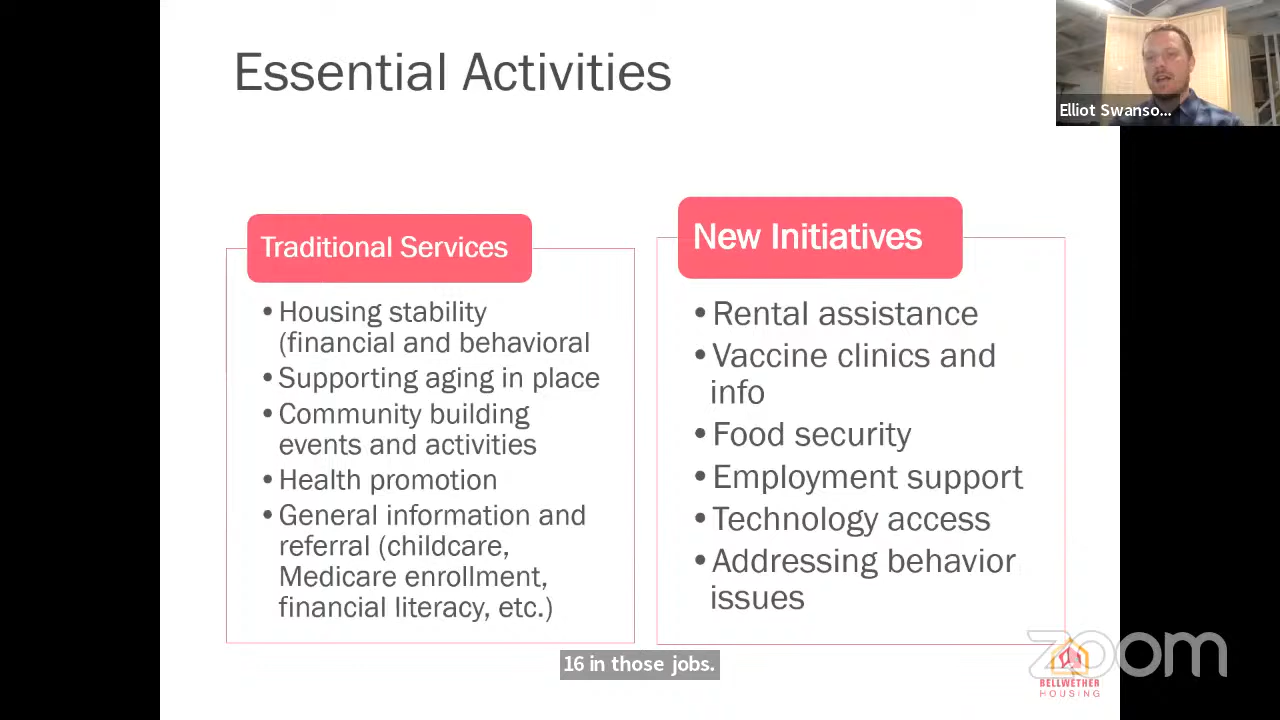 Essential Activities
Elliot Swanso...
Traditional Services
• Housing stability
(financial and behavioral
• Supporting aging in place
• Community building
events and activities
• Health promotion
• General information and
referral (childcare,
Medicare enrollment,
financial literacy, etc.)
New Initiatives
• Rental assistance
• Vaccine clinics and
info
• Food security
• Employment support
• Technology access
• Addressing behavior
issues
16 in those jobs.
zoom
BELLWETHER
HOUSING